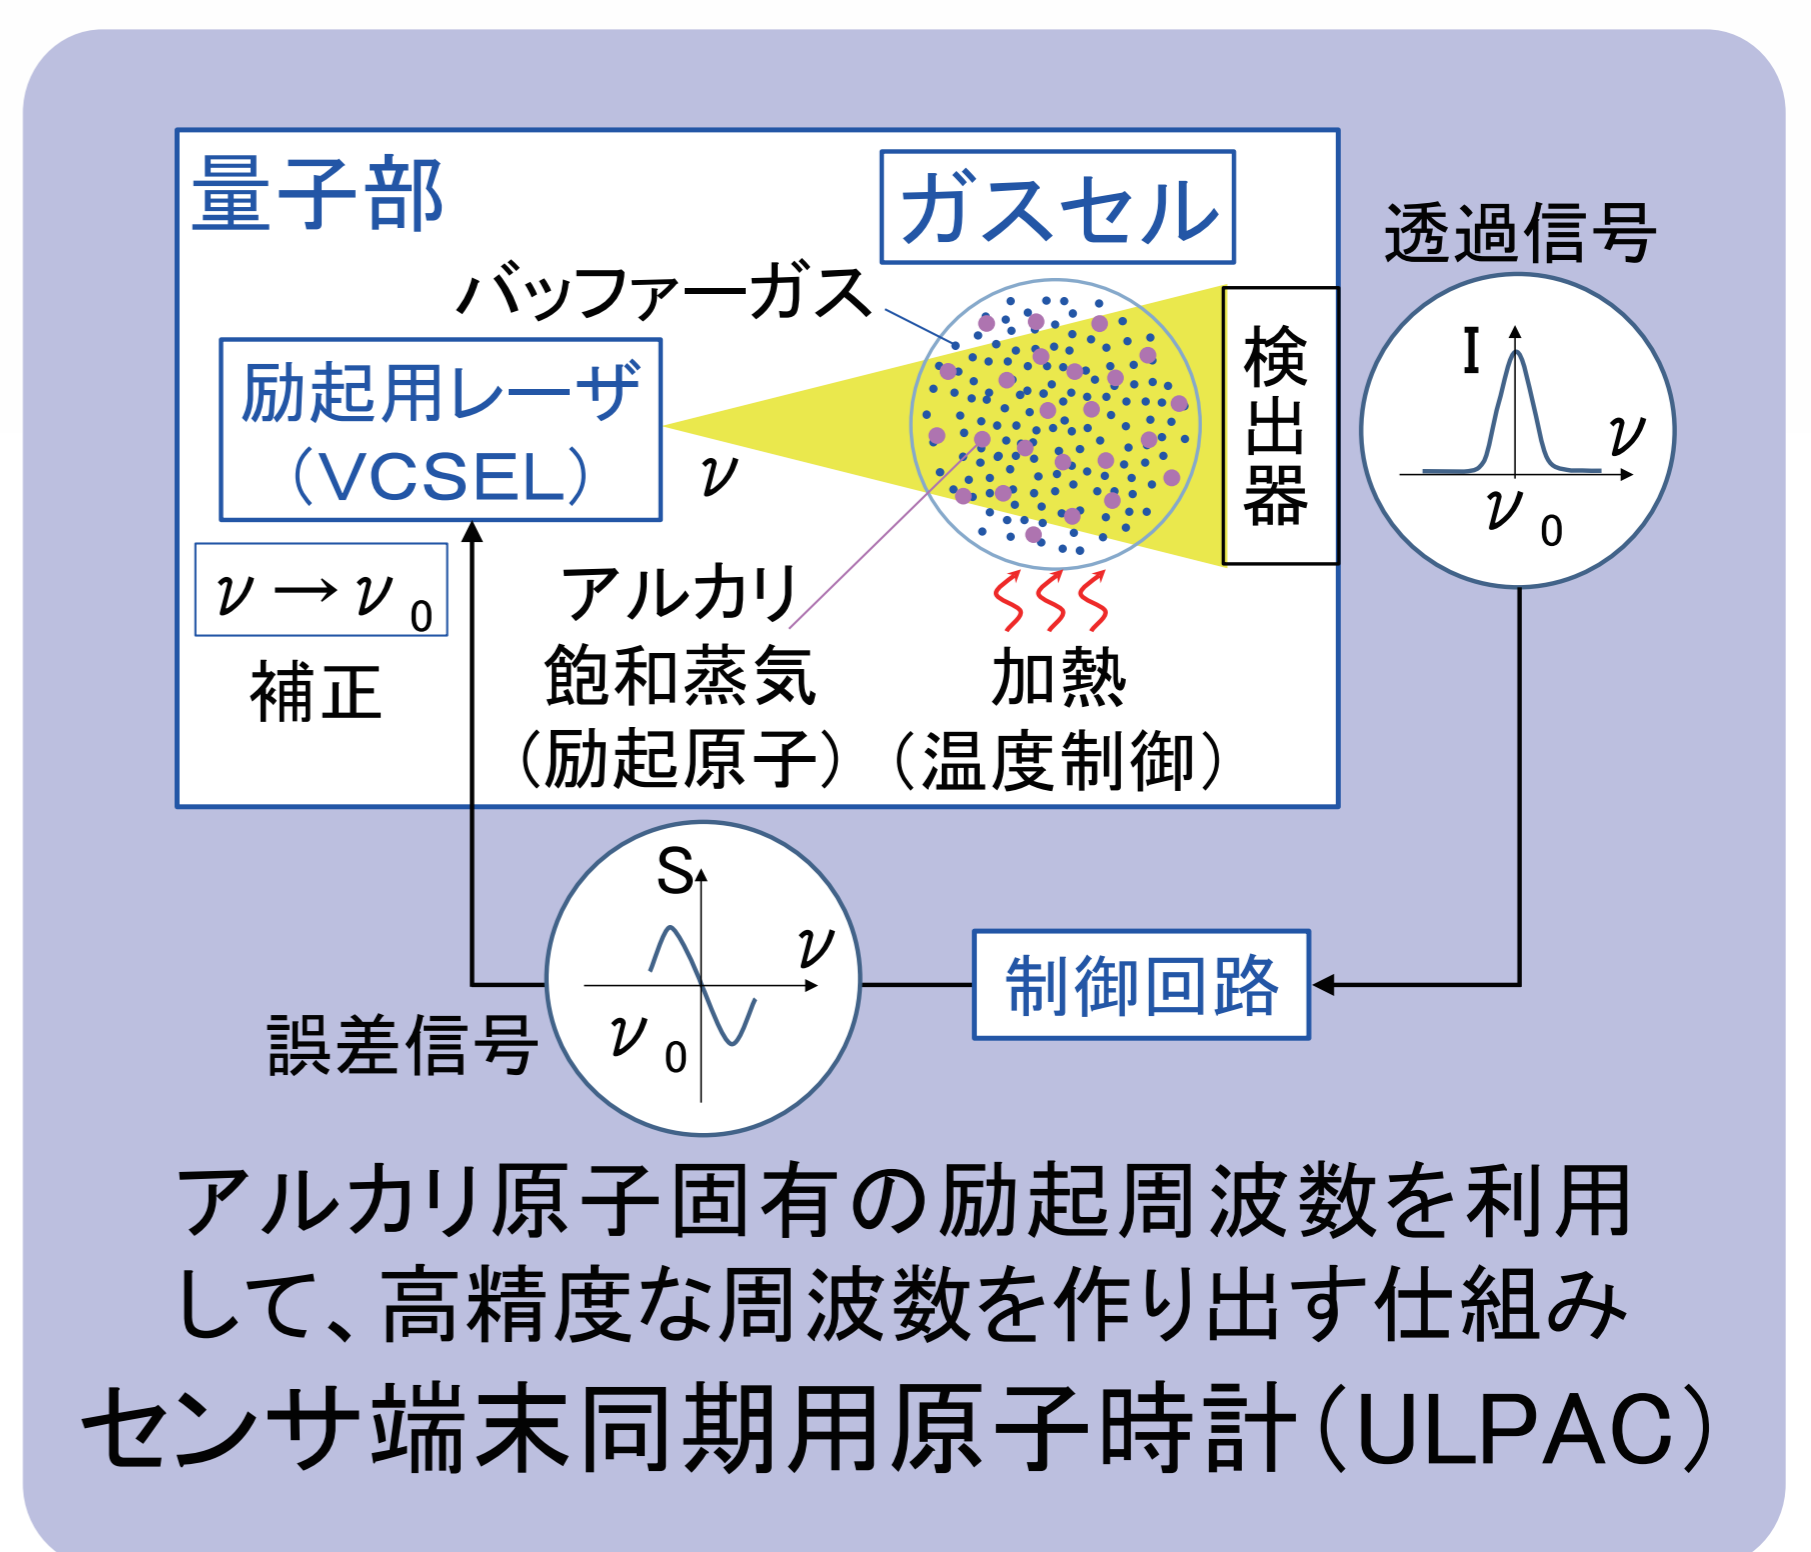 量子部
ガスセル
透過信号
バッファーガス
励起用レーザ
（VCSEL）
ν
検出器
I
ν
ν0
ν→ν0
補正
アルカリ
飽和蒸気
（励起原子）
加熱
（温度制御）
S
ν
ν0
誤差信号
制御回路
アルカリ原子固有の励起周波数を利用
して、高精度な周波数を作り出す仕組み
センサ端末同期用原子時計（ULPAC）